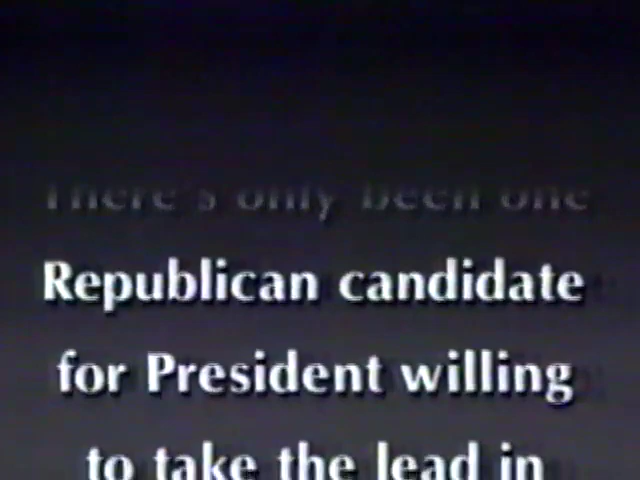 There's only been one
Republican candidate
for President willing
to take the lead in